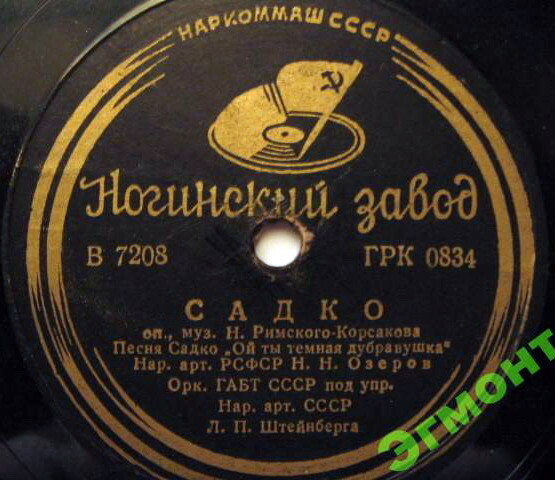 НАРКОММАШ СССР
Ногинский завод
В 7208
ГРК 0834
САДКО
оп., муз. Н. Римского-Корсакова
Песня Садко „Ой ты темная дубравушка"
Нар. арт. РСФСР Н. Н. Озеров
Орк. ГАБТ СССР под упр.
Нар. арт. СССР
Л. П. Штейнберга
ЭГМОНТ